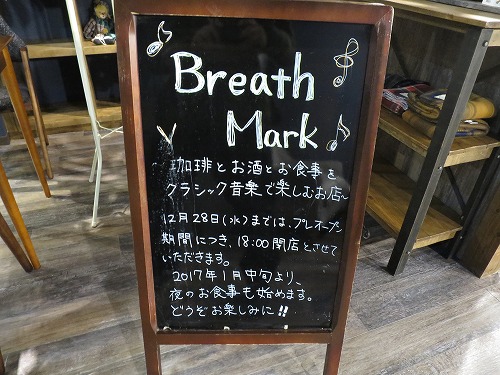 Breath
Mark
珈琲とお酒とお食事を
クラシック音楽で楽しむお店~
12月28日(水)までは、プレオープン
期間につき、18:00閉店とさせて
いただきます。
2017年1月中旬より、
夜のお食事も始めます。
どうぞお楽しみに!!